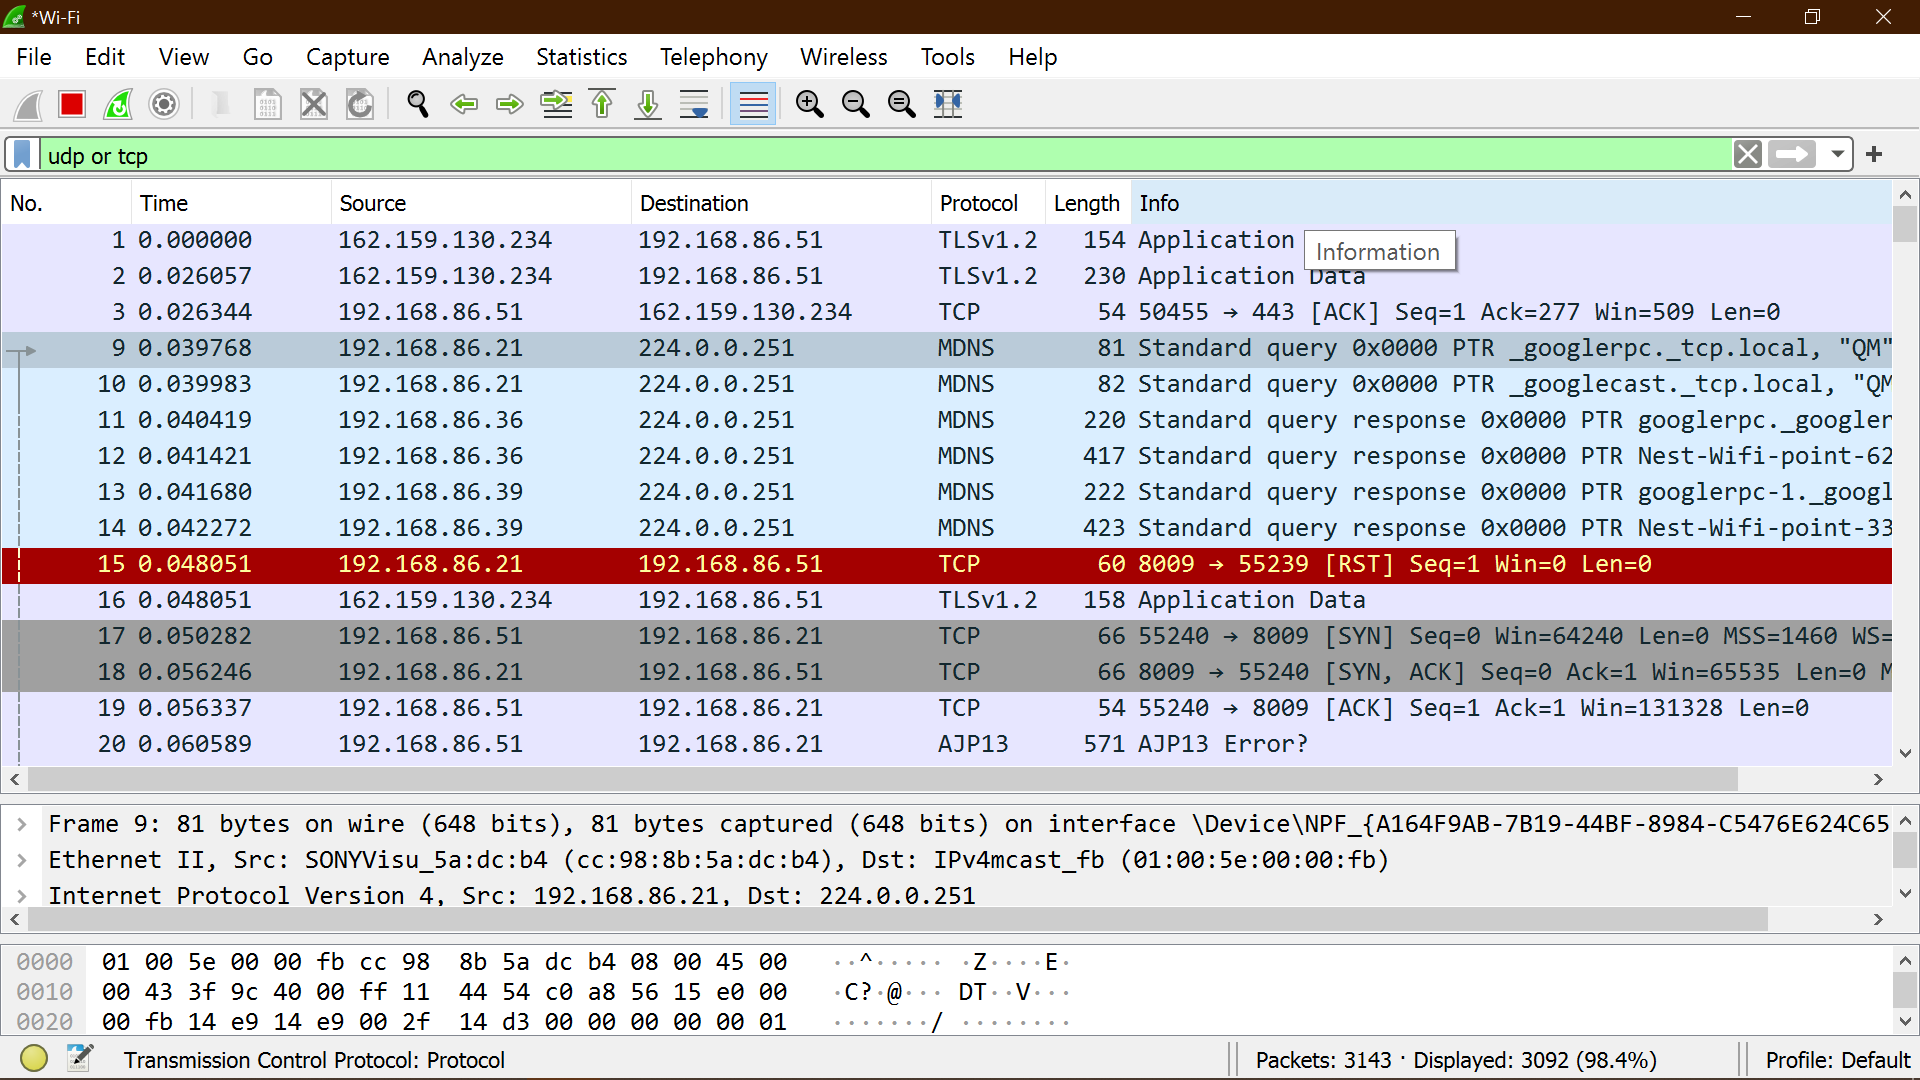 *Wi-Fi
File Edit View Go Capture Analyze Statistics Telephony Wireless Tools Help
udp or tcp
No. Time Source Destination Protocol Length Info
1 0.000000 162.159.130.234 192.168.86.51 TLSv1.2 154 Application
Information
2 0.026057 162.159.130.234 192.168.86.51 TLSv1.2 230 Application Data
3 0.026344 192.168.86.51 162.159.130.234 TCP 54 50455 → 443 [ACK] Seq=1 Ack=277 Win=509 Len=0
9 0.039768 192.168.86.21 224.0.0.251 MDNS 81 Standard query 0x0000 PTR _googlerpc._tcp.local, "QM"
10 0.039983 192.168.86.21 224.0.0.251 MDNS 82 Standard query 0x0000 PTR _googlecast._tcp.local, "QM
11 0.040419 192.168.86.36 224.0.0.251 MDNS 220 Standard query response 0x0000 PTR googlerpc._googler
12 0.041421 192.168.86.36 224.0.0.251 MDNS 417 Standard query response 0x0000 PTR Nest-Wifi-point-62
13 0.041680 192.168.86.39 224.0.0.251 MDNS 222 Standard query response 0x0000 PTR googlerpc-1._googl
14 0.042272 192.168.86.39 224.0.0.251 MDNS 423 Standard query response 0x0000 PTR Nest-Wifi-point-33
15 0.048051 192.168.86.21 192.168.86.51 TCP 60 8009 → 55239 [RST] Seq=1 Win=0 Len=0
16 0.048051 162.159.130.234 192.168.86.51 TLSv1.2 158 Application Data
17 0.050282 192.168.86.51 192.168.86.21 TCP 66 55240 → 8009 [SYN] Seq=0 Win=64240 Len=0 MSS=1460 WS=
18 0.056246 192.168.86.21 192.168.86.51 TCP 66 8009 → 55240 [SYN, ACK] Seq=0 Ack=1 Win=65535 Len=0 M
19 0.056337 192.168.86.51 192.168.86.21 TCP 54 55240 → 8009 [ACK] Seq=1 Ack=1 Win=131328 Len=0
20 0.060589 192.168.86.51 192.168.86.21 AJP13 571 AJP13 Error?
Frame 9: 81 bytes on wire (648 bits), 81 bytes captured (648 bits) on interface \Device\NPF_{A164F9AB-7B19-44BF-8984-C5476E624C65
Ethernet II, Src: SONYVisu_5a:dc:b4 (cc:98:8b:5a:dc:b4), Dst: IPv4mcast_fb (01:00:5e:00:00:fb)
Internet Protocol Version 4, Src: 192.168.86.21, Dst: 224.0.0.251
0000 01 00 5e 00 00 fb cc 98 8b 5a dc b4 08 00 45 00 ··^····· ·Z····E·
0010 00 43 3f 9c 40 00 ff 11 44 54 c0 a8 56 15 e0 00 ·C?·@··· DT··V···
0020 00 fb 14 e9 14 e9 00 2f 14 d3 00 00 00 00 00 01 ·······/ ········
Transmission Control Protocol: Protocol
Packets: 3143 · Displayed: 3092 (98.4%)
Profile: Default